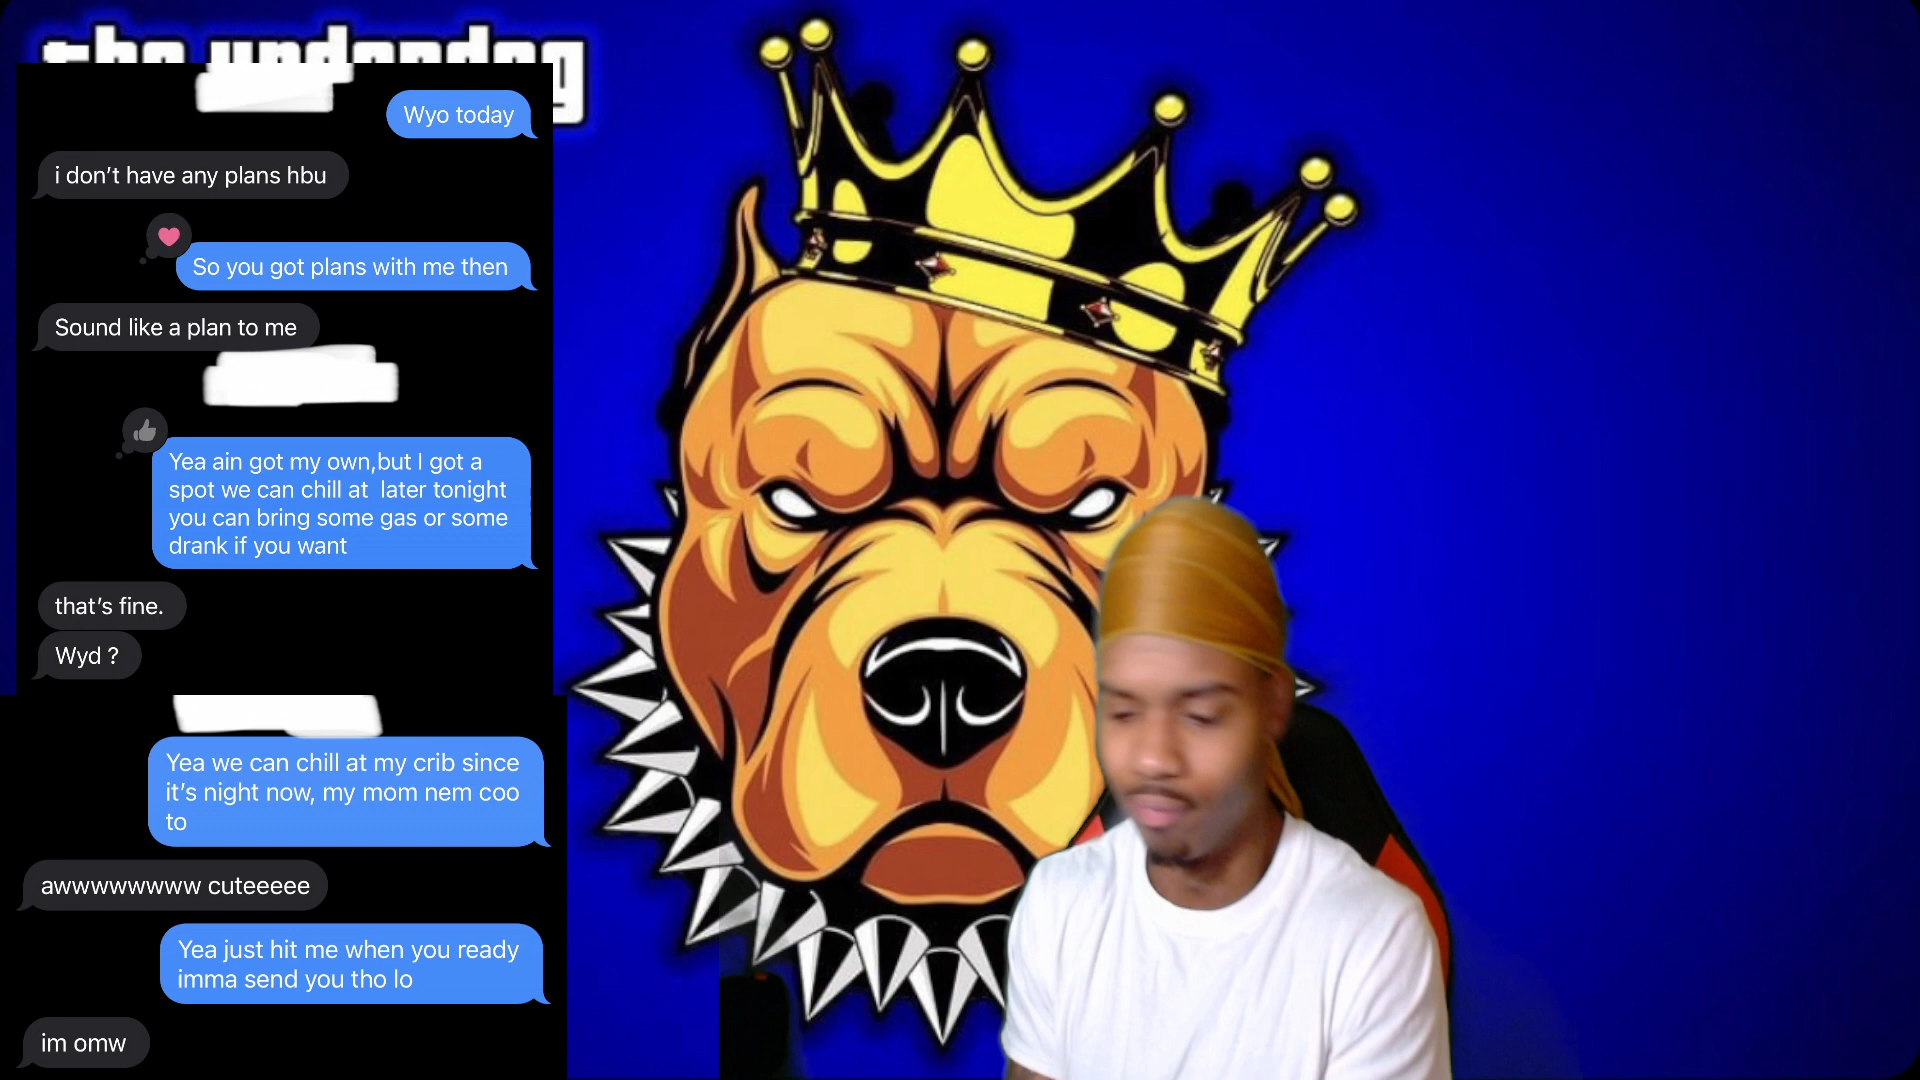 the underdog
Wyo today
i don't have any plans hbu
So you got plans with me then
Sound like a plan to me
Yea ain got my own,but I got a
spot we can chill at  later tonight
you can bring some gas or some
drank if you want
that's fine.
Wyd ?
Yea we can chill at my crib since
it's night now, my mom nem coo
to
awwwwwwww cuteeeee
Yea just hit me when you ready
imma send you tho lo
im omw